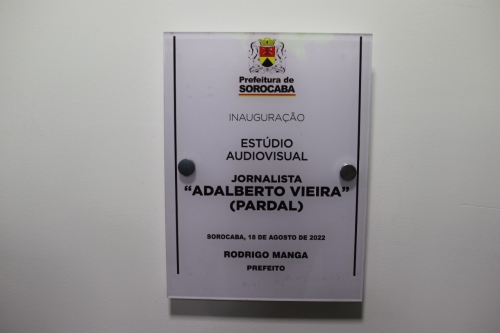 Prefeitura de
SOROCABA
INAUGURAÇÃO
ESTÚDIO
AUDIOVISUAL
JORNALISTA
"ADALBERTO VIEIRA"
(PARDAL)
SOROCABA, 18 DE AGOSTO DE 2022
RODRIGO MANGA
PREFEITO